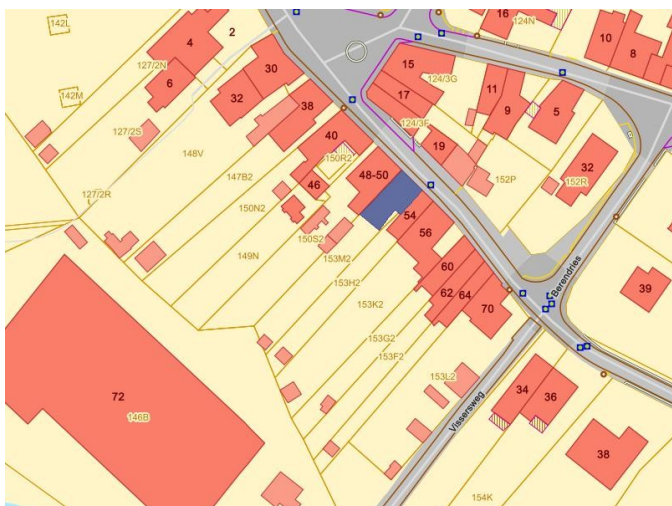 142L
2
16
124N
10
8
4
127/2N
30
15
124/3G
6
142M
32
38
17
11
9
5
124/3F
127/2S
40
19
148V
150R2
48-50
152P
32
152R
147B2
46
127/2R
150N2
54
56
150S2
149N
153M2
60
153H2
Berendries
39
153K2
62
64
70
153G2
153F2
153L2
34
36
72
146B
Vissersweg
38
154K